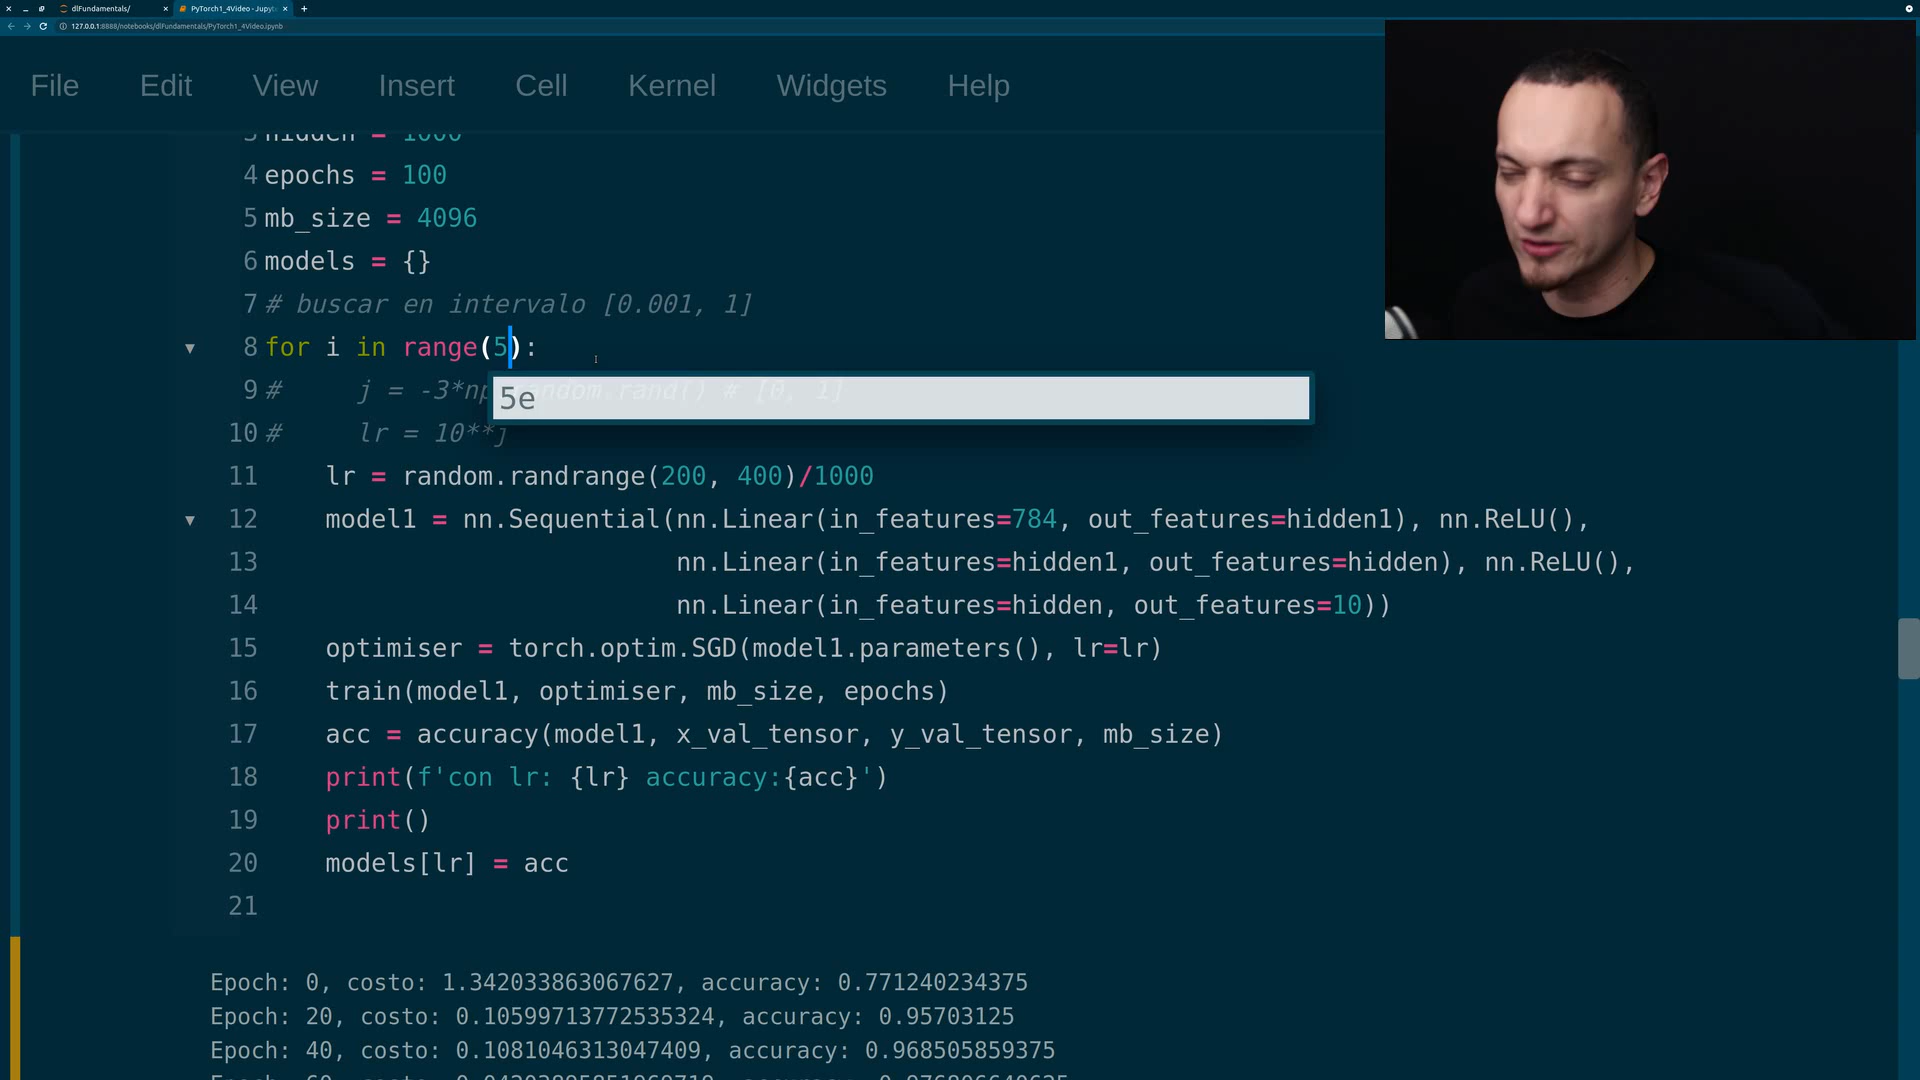 dlFundamentals/
PyTorch1_4Video - Jupyt
127.0.0.1:8888/notebooks/dlFundamentals/PyTorch1_4Video.ipynb
File Edit View Insert Cell Kernel Widgets Help
3 hidden = 1000
4 epochs = 100
5 mb_size = 4096
6 models = {}
7 # buscar en intervalo [0.001, 1]
8 for i in range(5):
5e
9 # j = -3*np.random.rand() # [0, 1]
10 # lr = 10**j
11 lr = random.randrange(200, 400)/1000
12 model1 = nn.Sequential(nn.Linear(in_features=784, out_features=hidden1), nn.ReLU(),
13 nn.Linear(in_features=hidden1, out_features=hidden), nn.ReLU(),
14 nn.Linear(in_features=hidden, out_features=10))
15 optimiser = torch.optim.SGD(model1.parameters(), lr=lr)
16 train(model1, optimiser, mb_size, epochs)
17 acc = accuracy(model1, x_val_tensor, y_val_tensor, mb_size)
18 print(f'con lr: {lr} accuracy:{acc}')
19 print()
20 models[lr] = acc
21
Epoch: 0, costo: 1.342033863067627, accuracy: 0.771240234375
Epoch: 20, costo: 0.10599713772535324, accuracy: 0.95703125
Epoch: 40, costo: 0.1081046313047409, accuracy: 0.968505859375